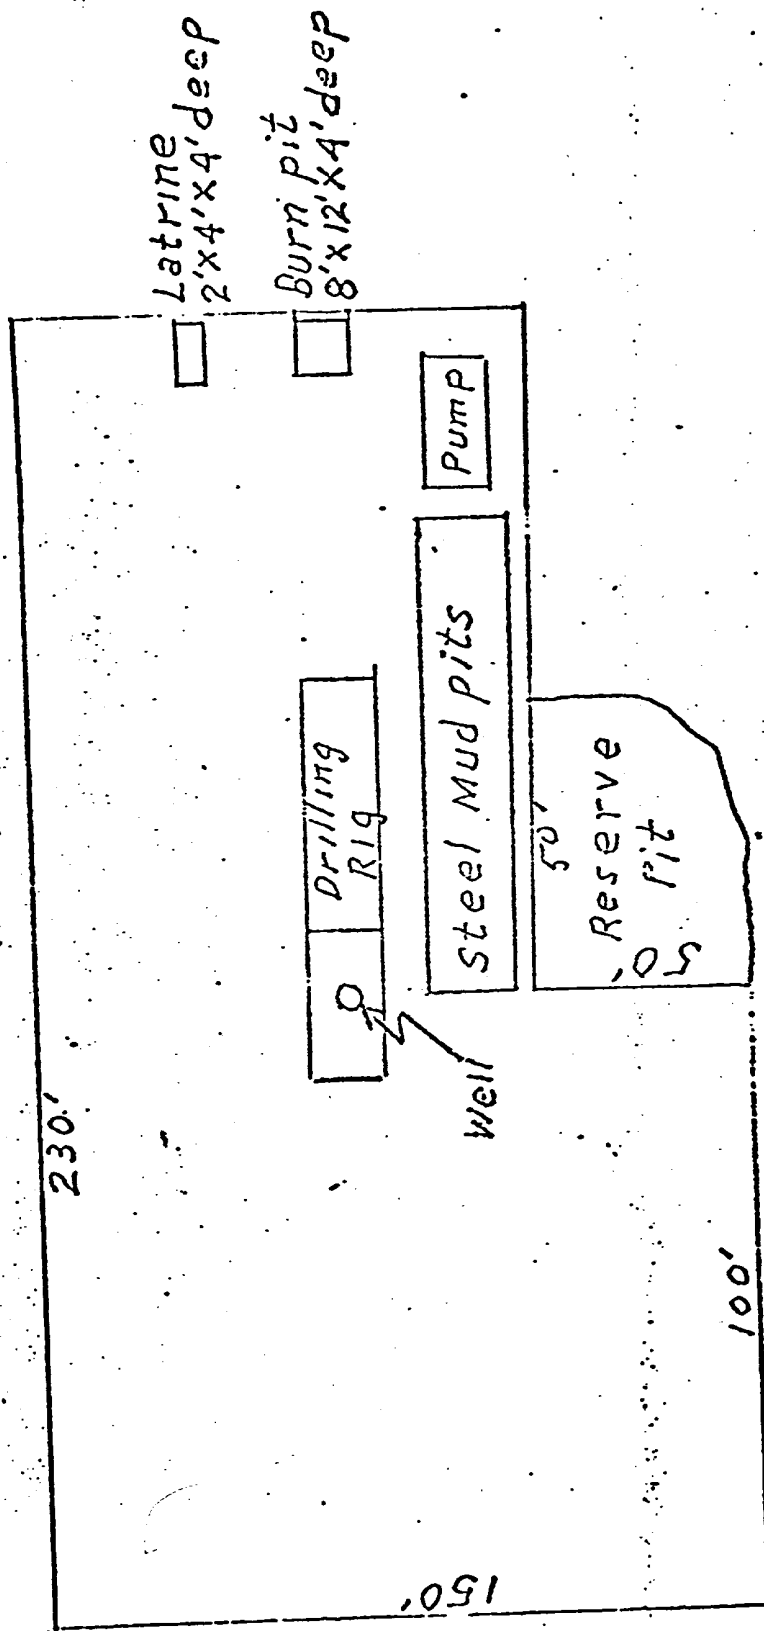 230.'
Latrine
2'x4'x4'deep
Burn pit
8'x12'x4'deep
Drilling
Rig
Well
Pump
Steel Mud pits
50'
Reserve
Pit
50'
150'
100'